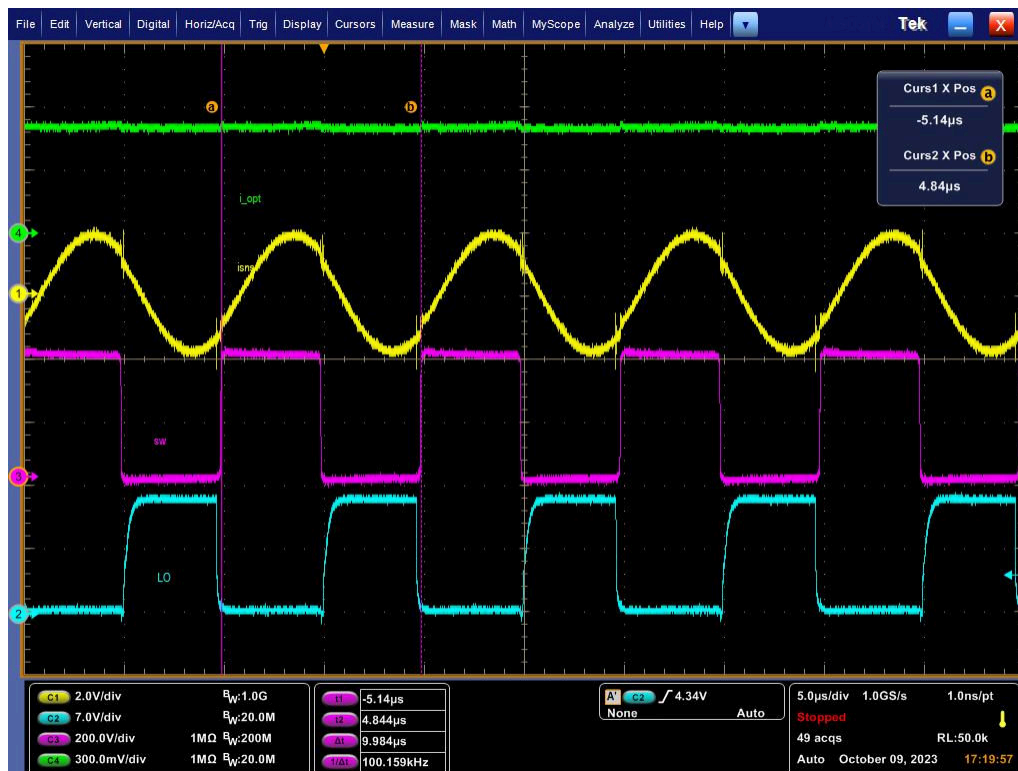 File Edit Vertical Digital Horiz/Acq Trig Display Cursors Measure Mask Math MyScope Analyze Utilities Help Tek X
a b
Curs1 X Pos a
-5.14µs
Curs2 X Pos b
4.84µs
i_opt
4
isns
1
sw
3
LO
2
C1 2.0V/div BW:1.0G
C2 7.0V/div BW:20.0M
C3 200.0V/div 1MΩ BW:200M
C4 300.0mV/div 1MΩ BW:20.0M
t1 -5.14µs
t2 4.844µs
Δt 9.984µs
1/Δt 100.159kHz
A' C2 4.34V
None Auto
5.0µs/div 1.0GS/s 1.0ns/pt
Stopped
49 acqs RL:50.0k
Auto October 09, 2023 17:19:57